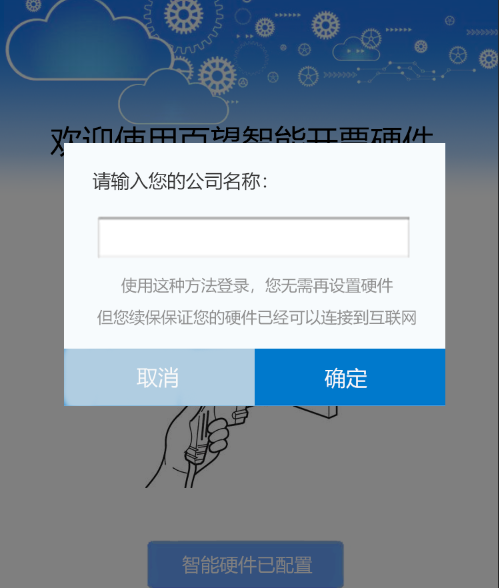 欢迎使用百望智能开票硬件
请输入您的公司名称：
使用这种方法登录，您无需再设置硬件
但您续保保证您的硬件已经可以连接到互联网
取消
确定
智能硬件已配置